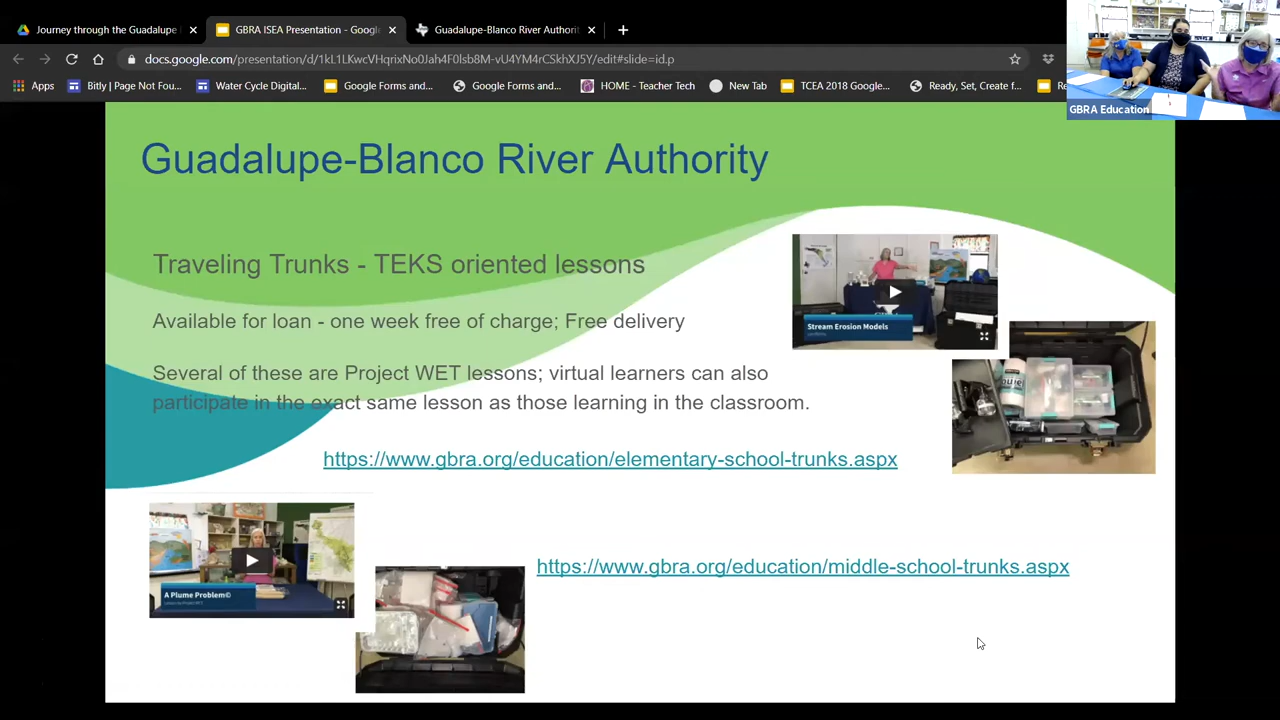 Journey through the Guadalupe
GBRA ISEA Presentation - Googl
Guadalupe-Blanco River Authorit
docs.google.com/presentation/d/1kL1LKwcVHqrixNo0Jah4F0lsb8M-vU4YM4rCSkhXJ5Y/edit#slide=id.p
Apps
Bitly | Page Not Fou...
Water Cycle Digital...
Google Forms and...
Google Forms and...
HOME - Teacher Tech
New Tab
TCEA 2018 Google...
Ready, Set, Create f...
GBRA Education
Guadalupe-Blanco River Authority
Traveling Trunks - TEKS oriented lessons
Available for loan - one week free of charge; Free delivery
Several of these are Project WET lessons; virtual learners can also
participate in the exact same lesson as those learning in the classroom.
Stream Erosion Models
https://www.gbra.org/education/elementary-school-trunks.aspx
https://www.gbra.org/education/middle-school-trunks.aspx
A Plume Problem©